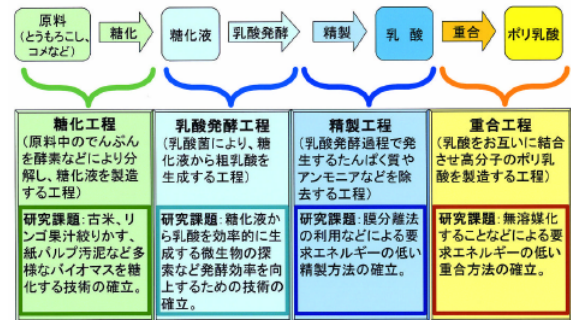 原料
(とうもろこし、
コメなど)
糖化
糖化液
乳酸発酵
精製
乳 酸
重合
ポリ乳酸
糖化工程
(原料中のでんぷん
を酵素などにより分
解し、糖化液を製造
する工程)
研究課題:古米、リ
ンゴ果汁絞りかす、
紙パルプ汚泥など多
様なバイオマスを糖
化する技術の確立。
乳酸発酵工程
(乳酸菌により、糖
化液から粗乳酸を
生成する工程)
研究課題:糖化液か
ら乳酸を効率的に生
成する微生物の探
索など発酵効率を向
上するための技術の
確立。
精製工程
(乳酸発酵過程で発
生するたんぱく質や
アンモニアなどを除
去する工程)
研究課題:膜分離法
の利用などによる要
求エネルギーの低い
精製方法の確立。
重合工程
(乳酸をお互いに結合
させ高分子のポリ乳
酸を製造する工程)
研究課題:無溶媒化
することなどによる要
求エネルギーの低い
重合方法の確立。